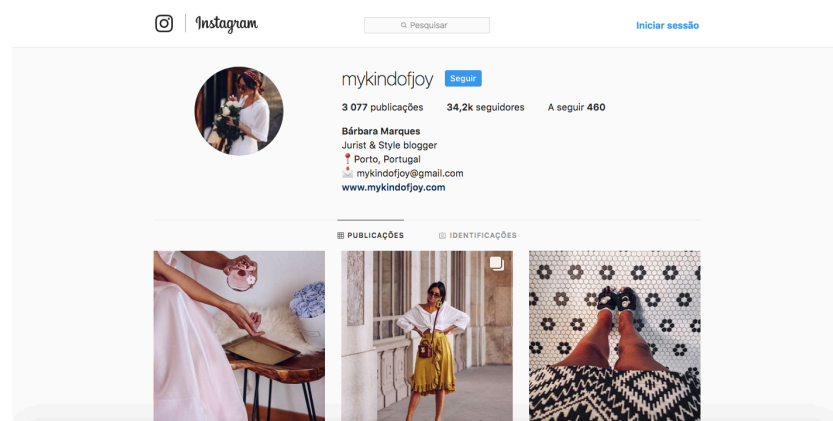 Instagram
Pesquisar
Iniciar sessão
mykindofjoy Seguir
3 077 publicações 34,2k seguidores A seguir 460
Bárbara Marques
Jurist & Style blogger
Porto, Portugal
mykindofjoy@gmail.com
www.mykindofjoy.com
PUBLICAÇÕES IDENTIFICAÇÕES